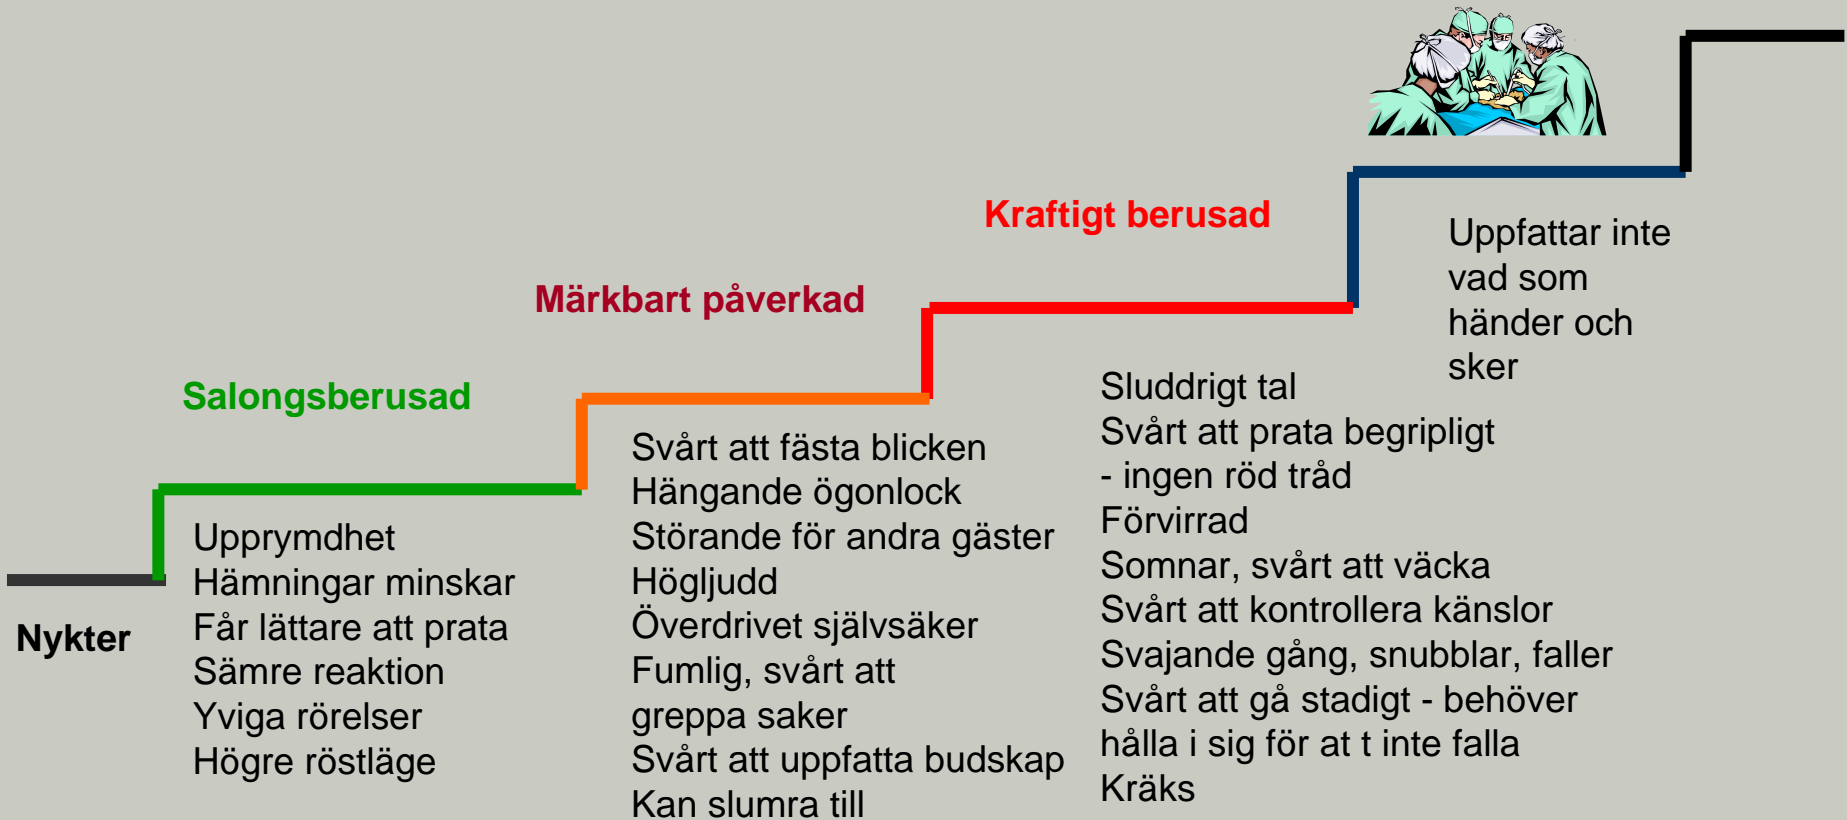 Nykter
Salongsberusad
Upprymdhet
Hämningar minskar
Får lättare att prata
Sämre reaktion
Yviga rörelser
Högre röstläge
Märkbart påverkad
Svårt att fästa blicken
Hängande ögonlock
Störande för andra gäster
Högljudd
Överdrivet självsäker
Fumlig, svårt att
greppa saker
Svårt att uppfatta budskap
Kan slumra till
Kraftigt berusad
Sluddrigt tal
Svårt att prata begripligt
- ingen röd tråd
Förvirrad
Somnar, svårt att väcka
Svårt att kontrollera känslor
Svajande gång, snubblar, faller
Svårt att gå stadigt - behöver
hålla i sig för at t inte falla
Kräks
Uppfattar inte
vad som
händer och
sker